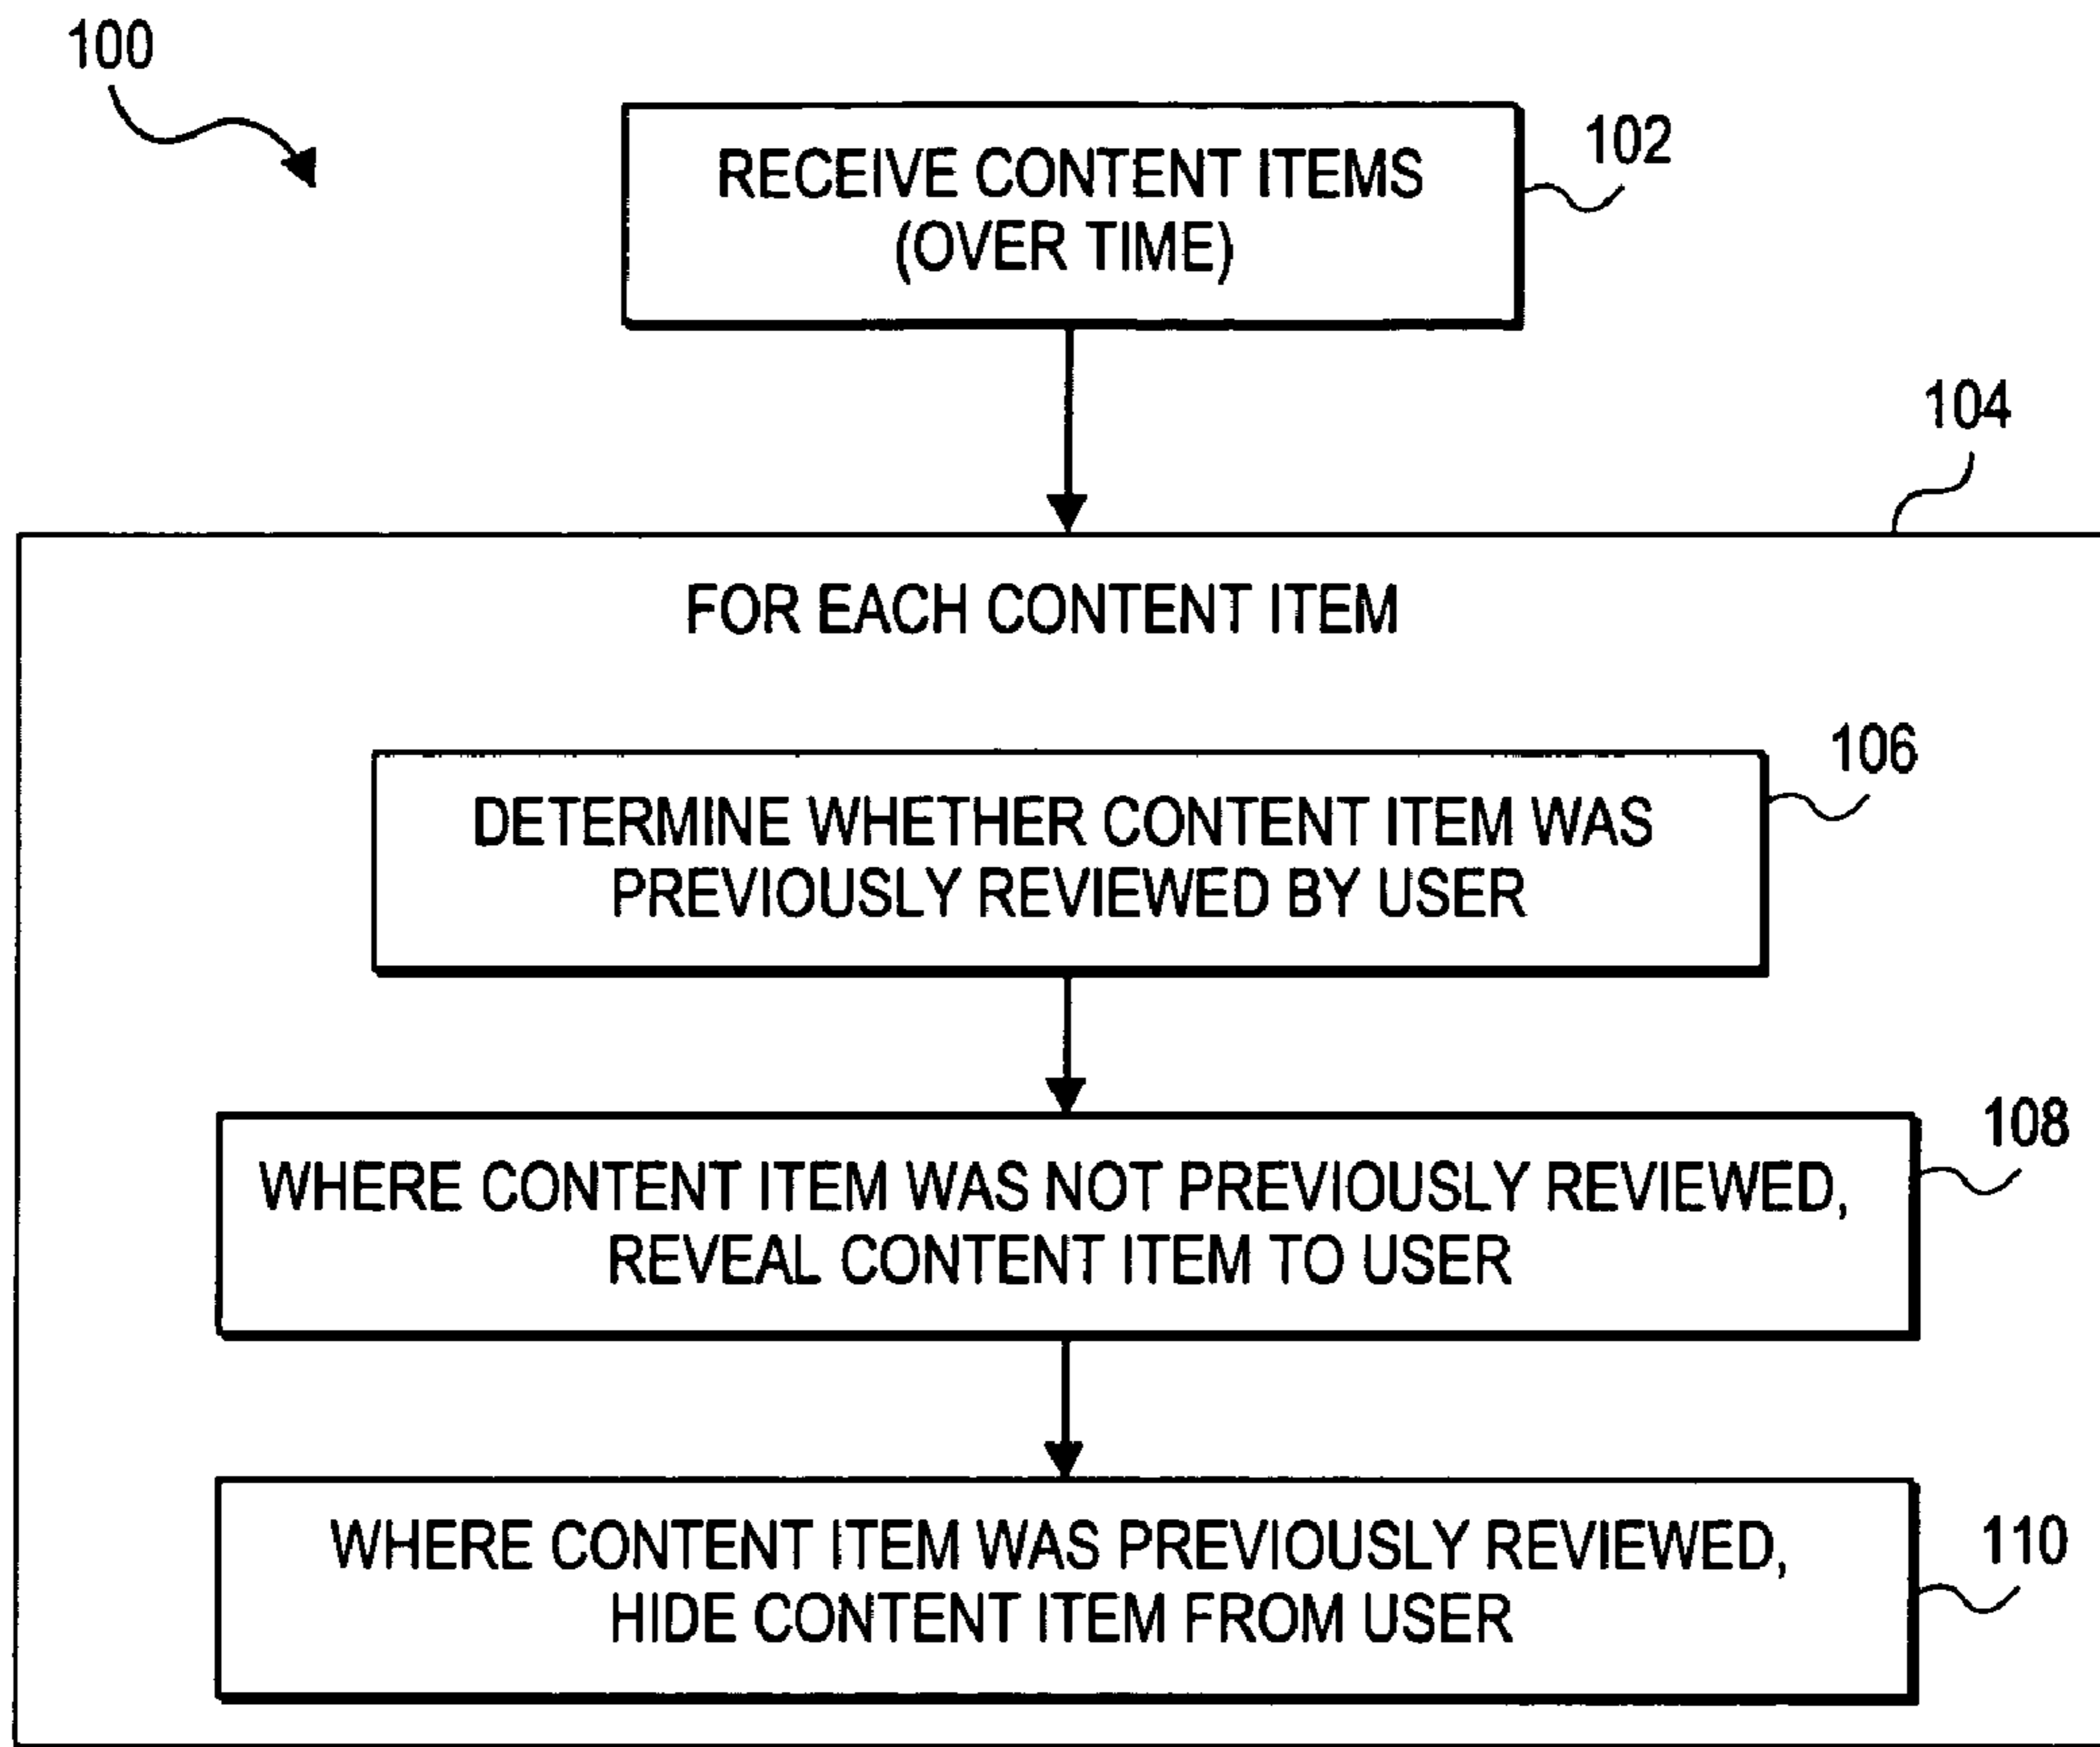 100
RECEIVE CONTENT ITEMS
(OVER TIME)
102
104
FOR EACH CONTENT ITEM
106
DETERMINE WHETHER CONTENT ITEM WAS
PREVIOUSLY REVIEWED BY USER
108
WHERE CONTENT ITEM WAS NOT PREVIOUSLY REVIEWED,
REVEAL CONTENT ITEM TO USER
110
WHERE CONTENT ITEM WAS PREVIOUSLY REVIEWED,
HIDE CONTENT ITEM FROM USER